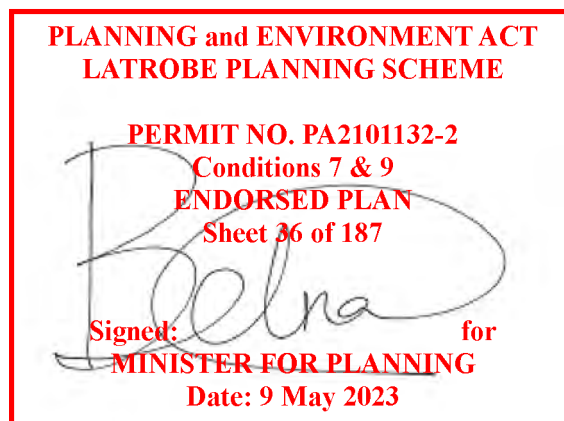 PLANNING and ENVIRONMENT ACT
LATROBE PLANNING SCHEME
PERMIT NO. PA2101132-2
Conditions 7 & 9
ENDORSED PLAN
Sheet 36 of 187
Signed: for
MINISTER FOR PLANNING
Date: 9 May 2023